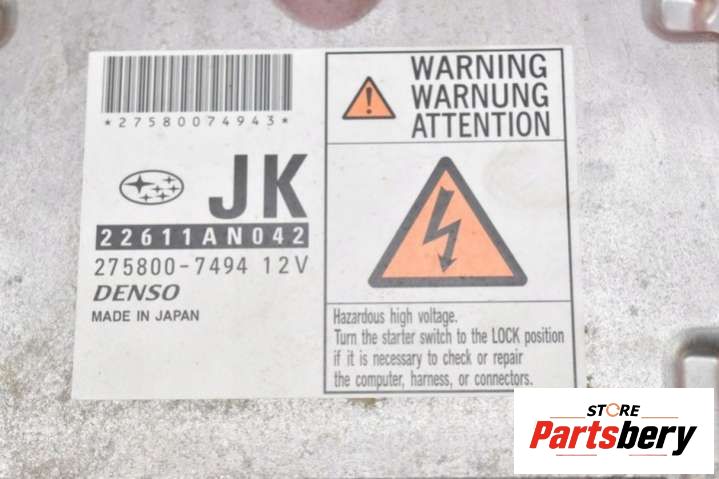 *27580074943*
JK
22611AN042
275800-7494 12V
DENSO
MADE IN JAPAN
WARNING
WARNUNG
ATTENTION
Hazardous high voltage.
Turn the starter switch to the LOCK position
if it is necessary to check or repair
the computer, harness, or connectors.
STORE
Partsbery